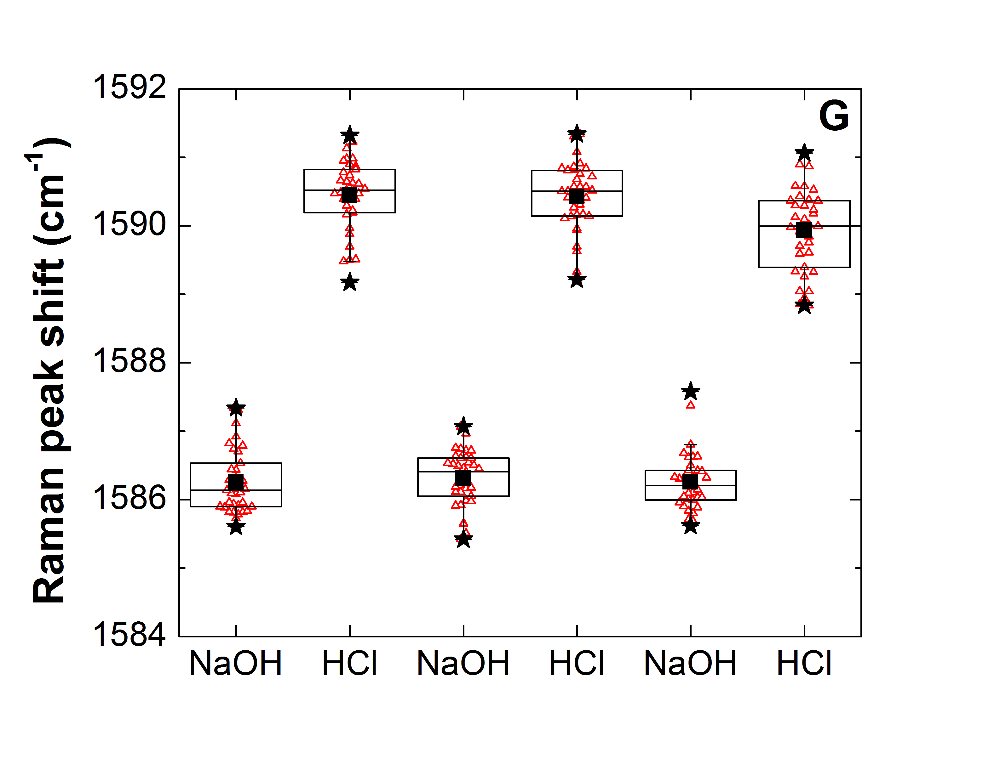 G
Raman peak shift (cm⁻¹)
1592
1590
1588
1586
1584
NaOH HCl NaOH HCl NaOH HCl